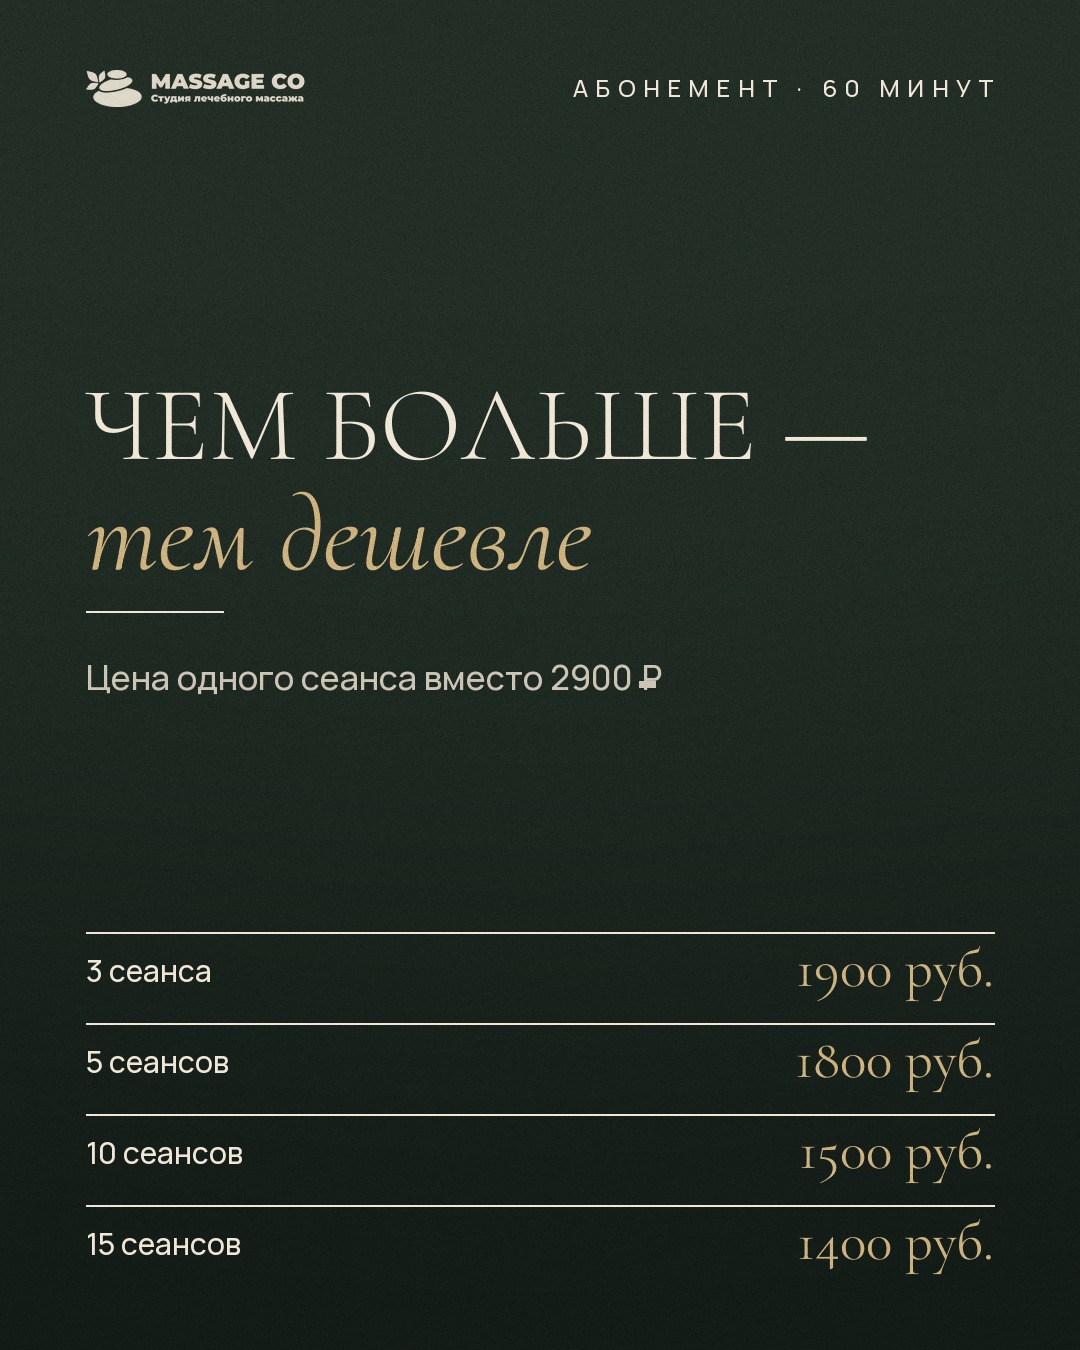 MASSAGE CO
Студия лечебного массажа
АБОНЕМЕНТ · 60 МИНУТ
ЧЕМ БОЛЬШЕ —
тем дешевле
Цена одного сеанса вместо 2900 ₽
3 сеанса 1900 руб.
5 сеансов 1800 руб.
10 сеансов 1500 руб.
15 сеансов 1400 руб.